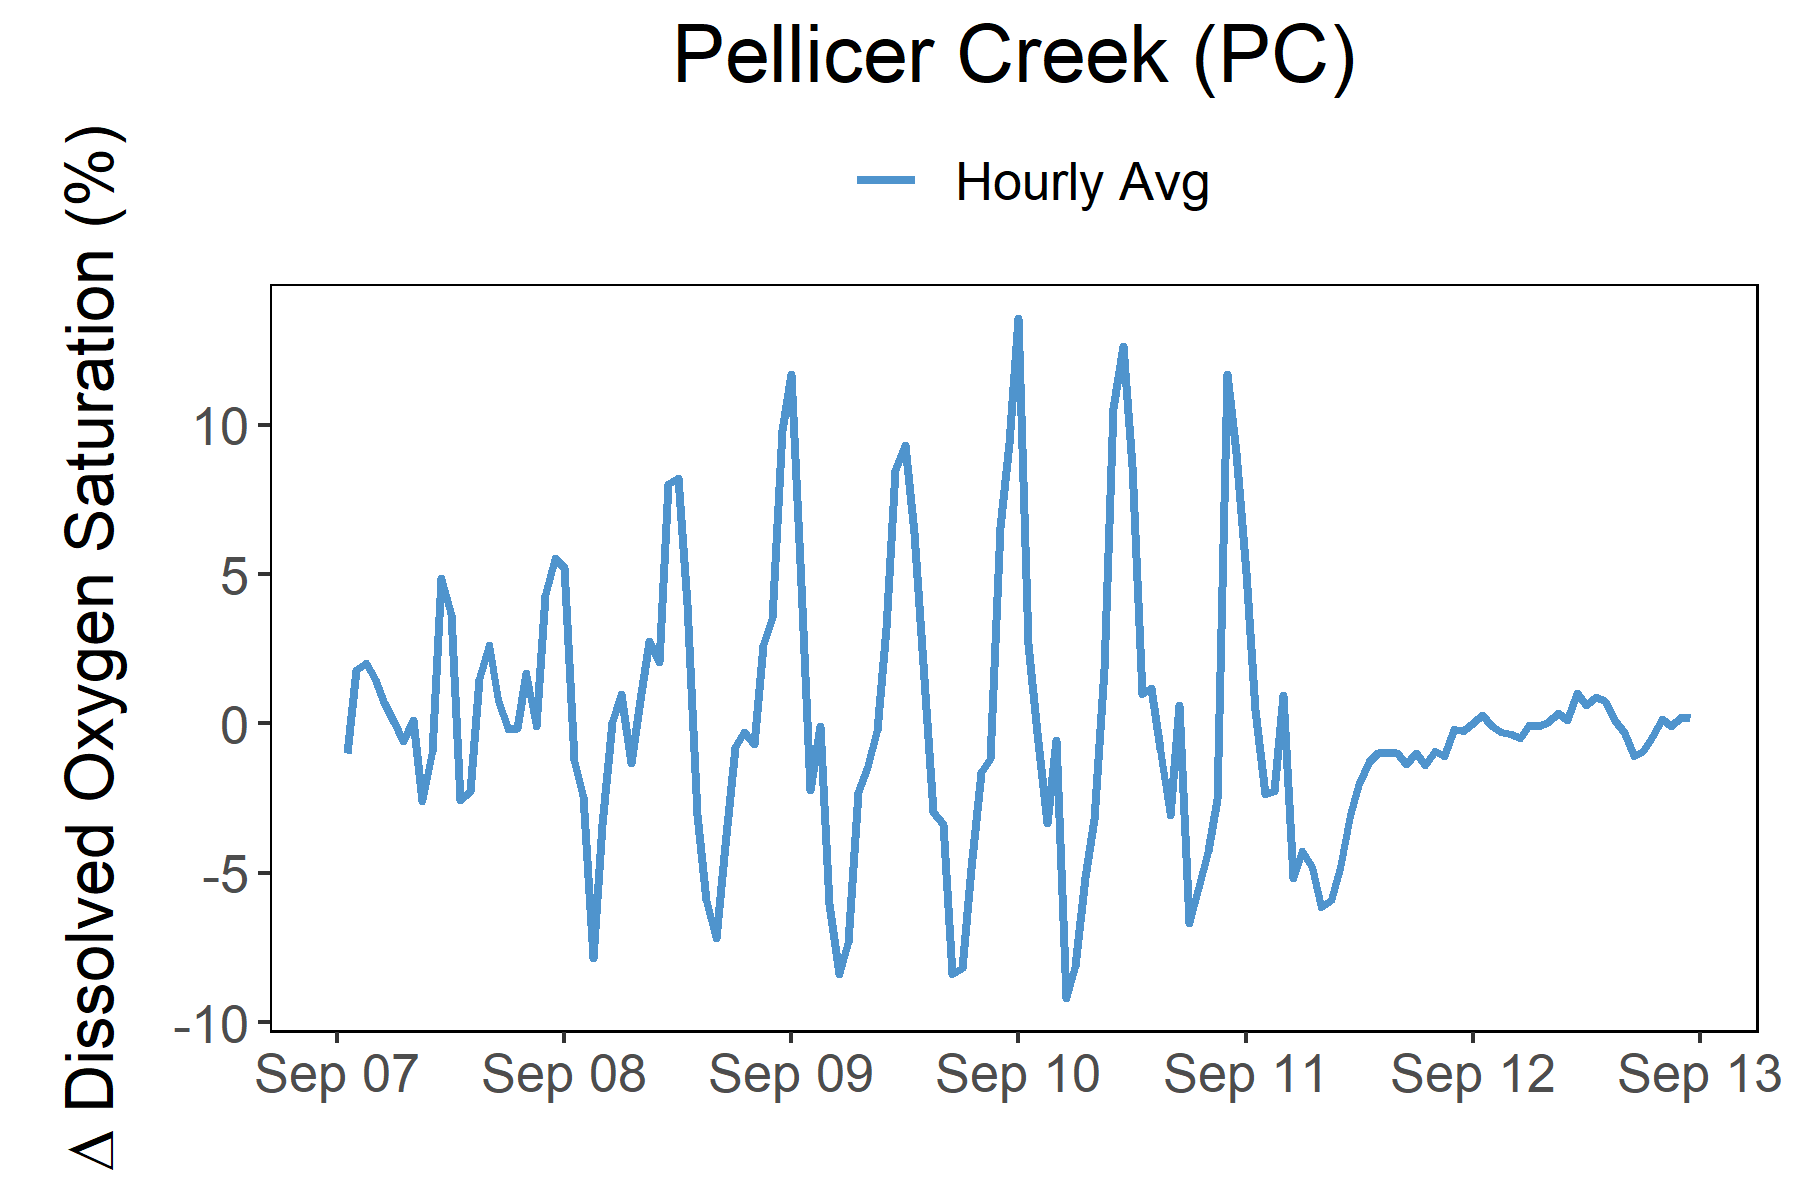 Pellicer Creek (PC)
Hourly Avg
Δ Dissolved Oxygen Saturation (%)
10
5
0
-5
-10
Sep 07 Sep 08 Sep 09 Sep 10 Sep 11 Sep 12 Sep 13